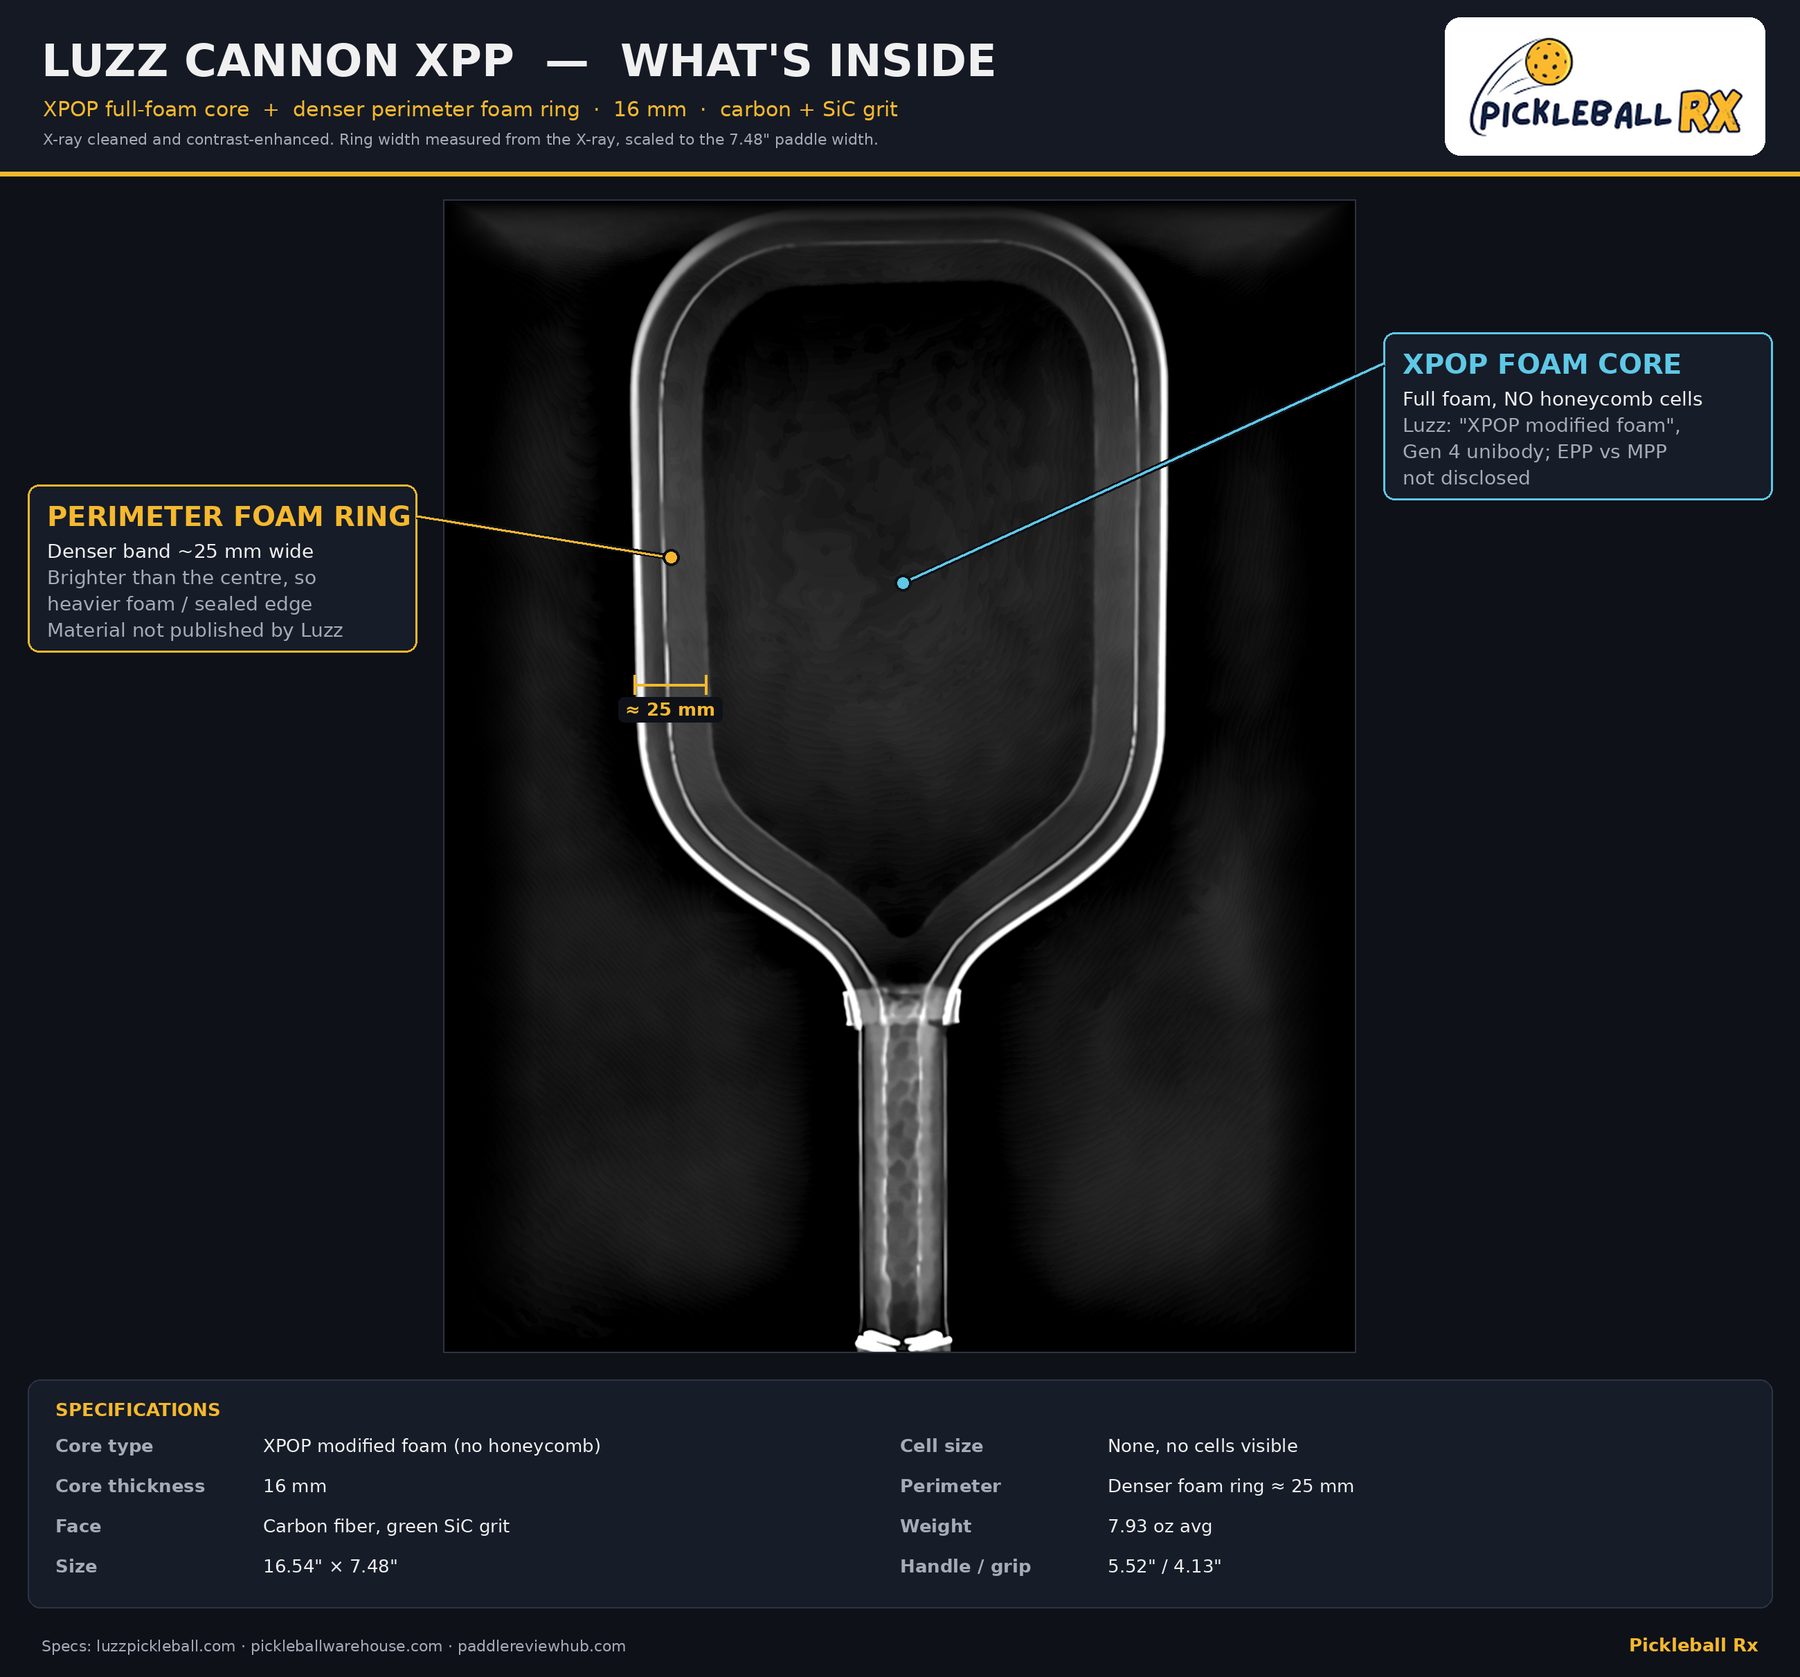 LUZZ CANNON XPP — WHAT'S INSIDE
XPOP full-foam core + denser perimeter foam ring · 16 mm · carbon + SiC grit
X-ray cleaned and contrast-enhanced. Ring width measured from the X-ray, scaled to the 7.48" paddle width.
PICKLEBALL RX
XPOP FOAM CORE
Full foam, NO honeycomb cells
Luzz: "XPOP modified foam",
Gen 4 unibody; EPP vs MPP
not disclosed
PERIMETER FOAM RING
Denser band ~25 mm wide
Brighter than the centre, so
heavier foam / sealed edge
Material not published by Luzz
≈ 25 mm
SPECIFICATIONS
Core type XPOP modified foam (no honeycomb)
Cell size None, no cells visible
Core thickness 16 mm
Perimeter Denser foam ring ≈ 25 mm
Face Carbon fiber, green SiC grit
Weight 7.93 oz avg
Size 16.54" × 7.48"
Handle / grip 5.52" / 4.13"
Specs: luzzpickleball.com · pickleballwarehouse.com · paddlereviewhub.com
Pickleball Rx